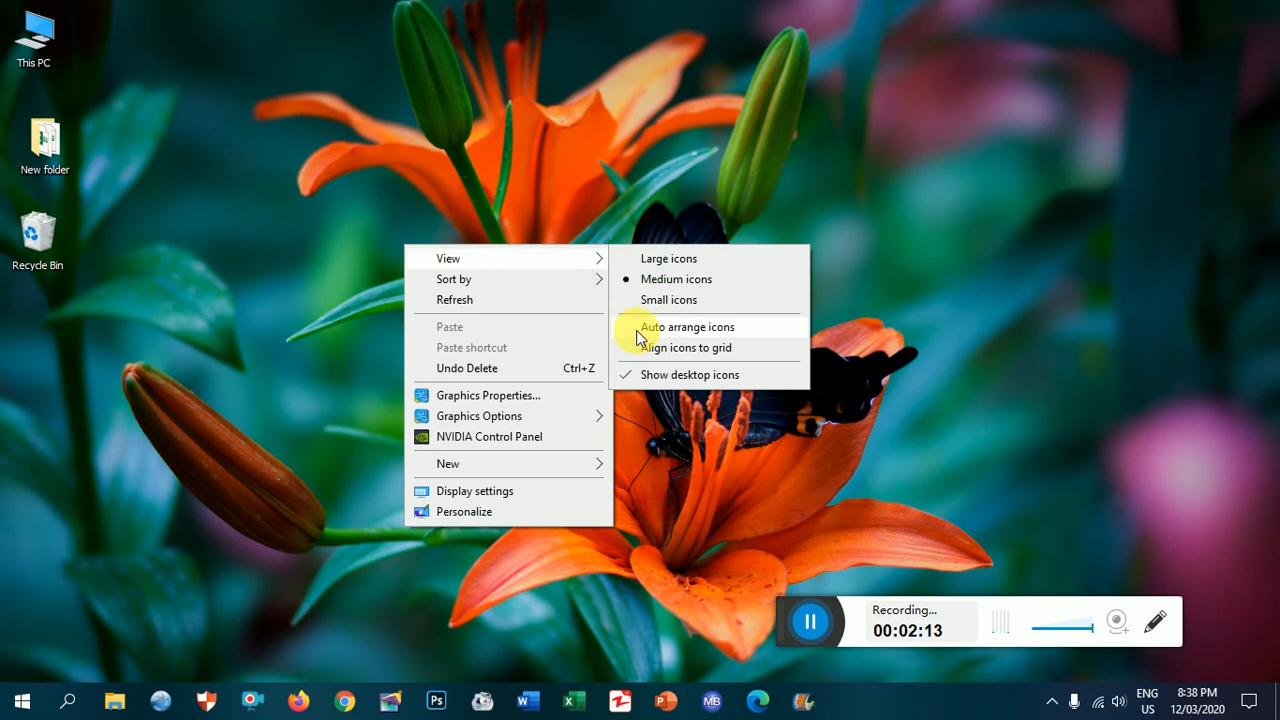 This PC
New folder
Recycle Bin
View
Sort by
Refresh
Paste
Paste shortcut
Undo Delete Ctrl+Z
Graphics Properties...
Graphics Options
NVIDIA Control Panel
New
Display settings
Personalize
Large icons
Medium icons
Small icons
Auto arrange icons
Align icons to grid
Show desktop icons
Recording...
00:02:13
Ps
MB
ENG
US
8:38 PM
12/03/2020